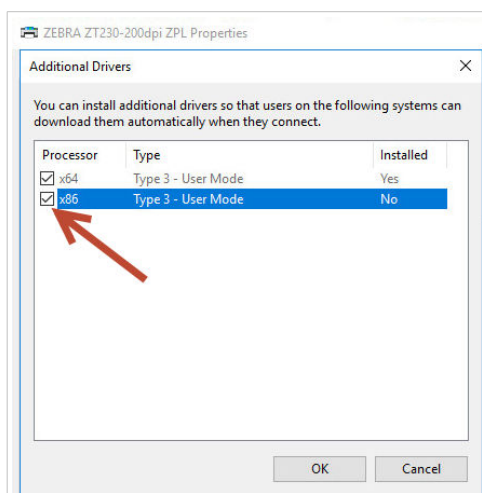 ZEBRA ZT230-200dpi ZPL Properties
Additional Drivers
You can install additional drivers so that users on the following systems can
download them automatically when they connect.
Processor Type Installed
x64 Type 3 - User Mode Yes
x86 Type 3 - User Mode No
OK Cancel